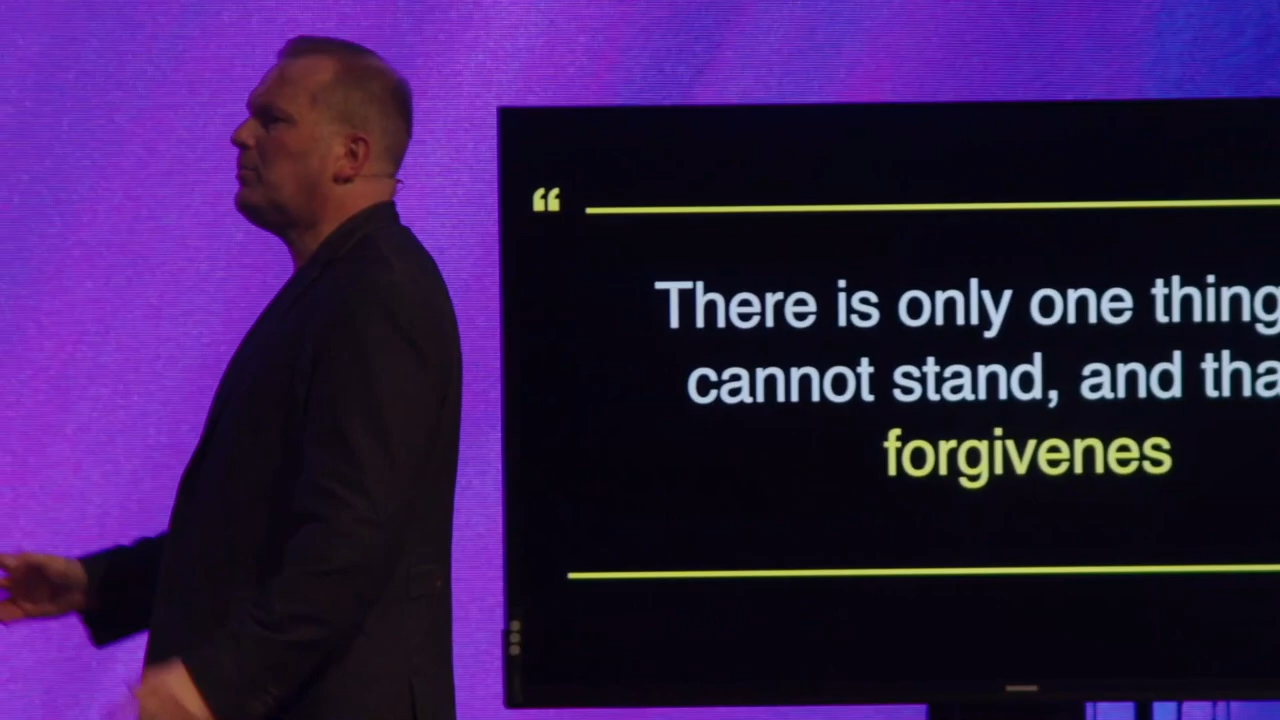 “
There is only one thing
cannot stand, and tha
forgivenes